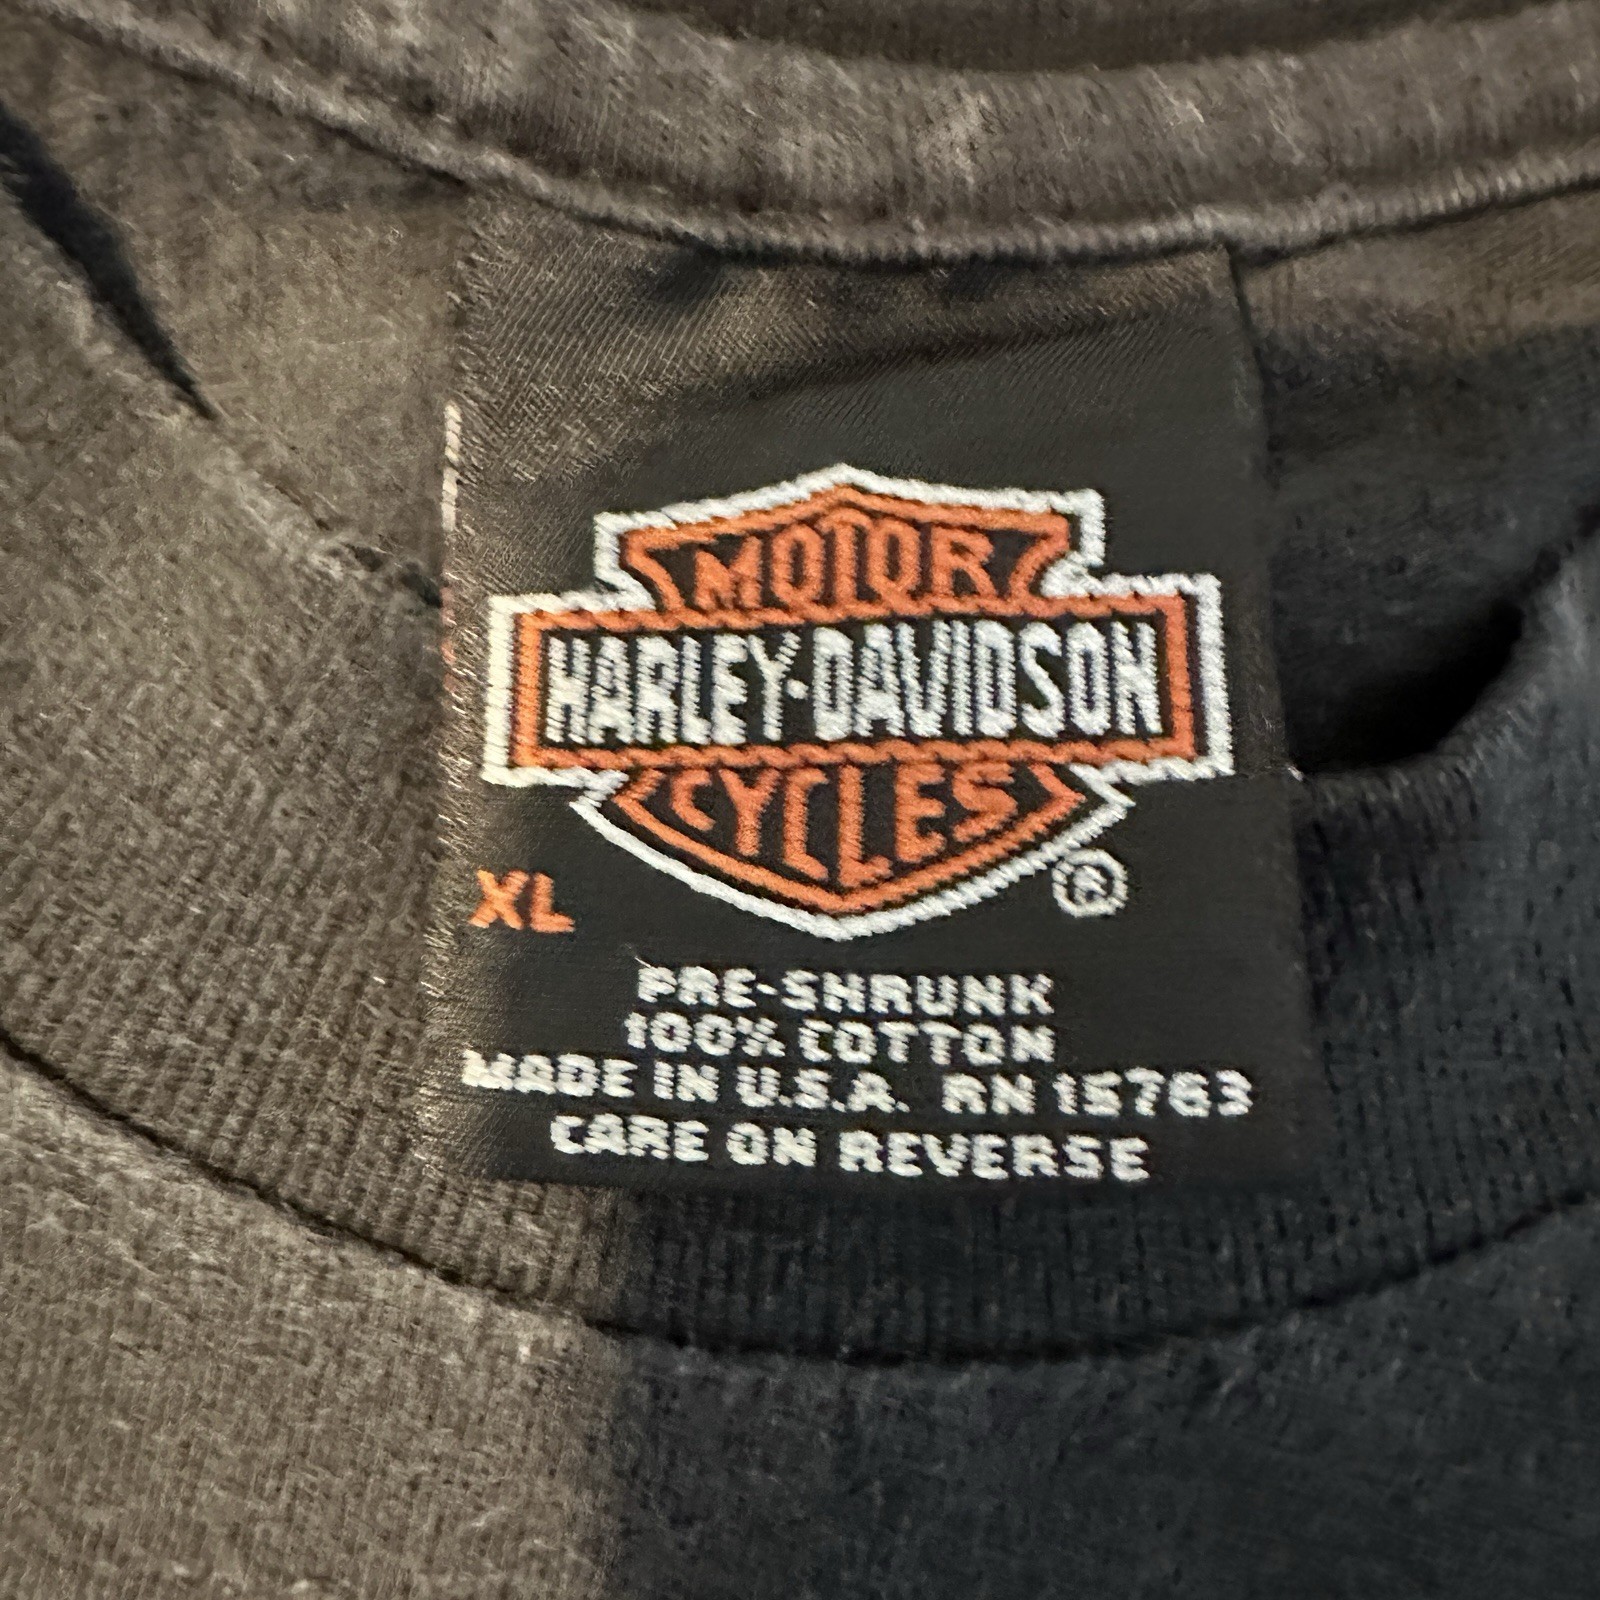 MOTOR
HARLEY-DAVIDSON
CYCLES
®
XL
PRE-SHRUNK
100% COTTON
MADE IN U.S.A. RN 15763
CARE ON REVERSE